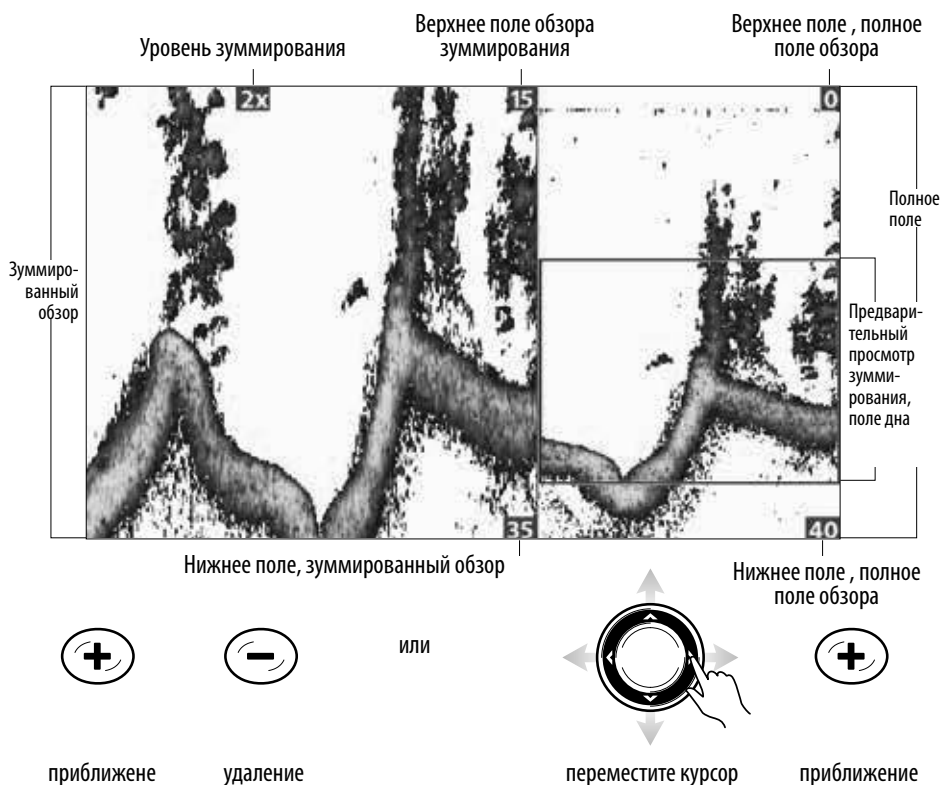 Уровень зуммирования
Верхнее поле обзора
зуммирования
Верхнее поле , полное
поле обзора
2x
15
0
Зуммиро-
ванный
обзор
Полное
поле
Предвари-
тельный
просмотр
зумми-
рования,
поле дна
35
40
Нижнее поле, зуммированный обзор
Нижнее поле , полное
поле обзора
или
приближене
удаление
переместите курсор
приближение